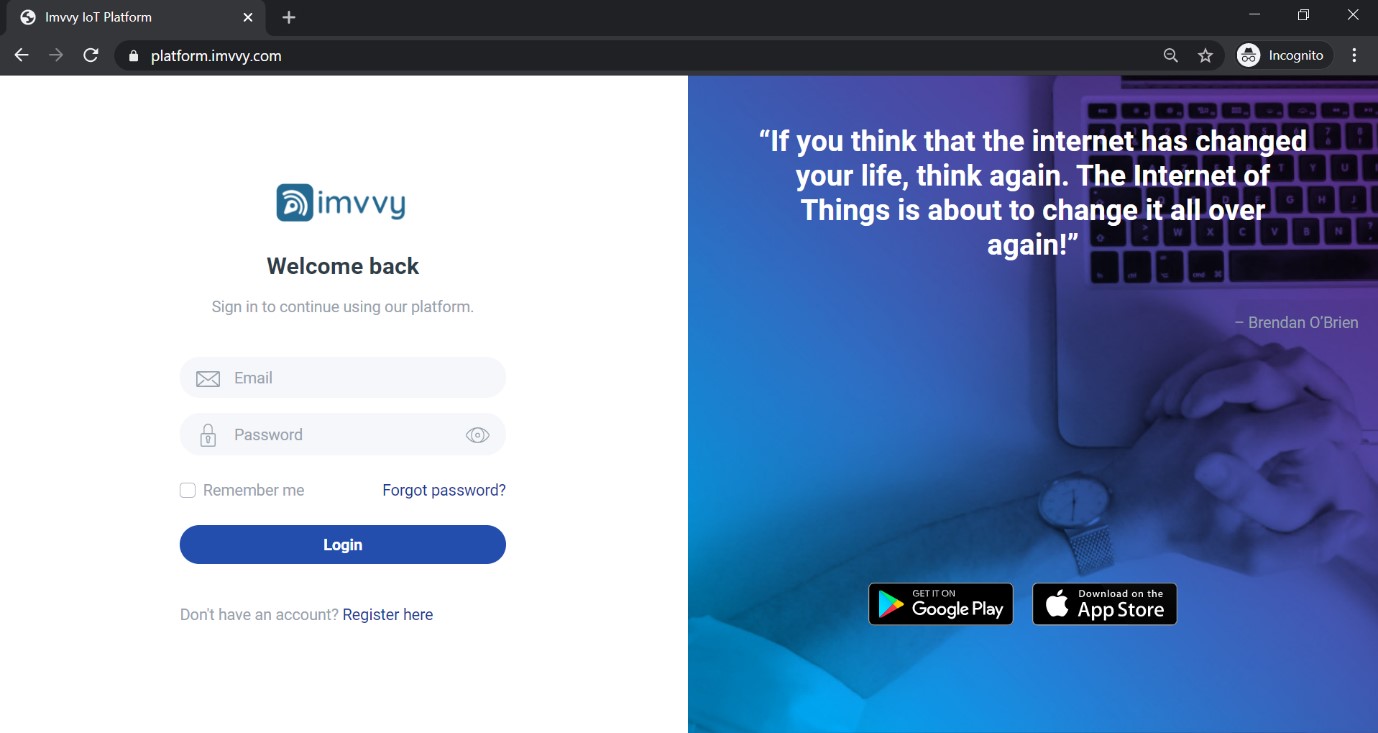 Imvvy IoT Platform
platform.imvvy.com
Incognito
imvvy
Welcome back
Sign in to continue using our platform.
Email
Password
Remember me
Forgot password?
Login
Don't have an account? Register here
“If you think that the internet has changed
your life, think again. The Internet of
Things is about to change it all over
again!”
– Brendan O’Brien
GET IT ON
Google Play
Download on the
App Store